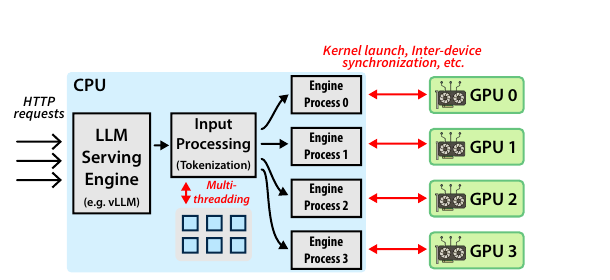 Kernel launch, Inter-device
synchronization, etc.
CPU
HTTP
requests
LLM
Serving
Engine
(e.g. vLLM)
Input
Processing
(Tokenization)
Multi-
threadding
Engine
Process 0
Engine
Process 1
Engine
Process 2
Engine
Process 3
GPU 0
GPU 1
GPU 2
GPU 3